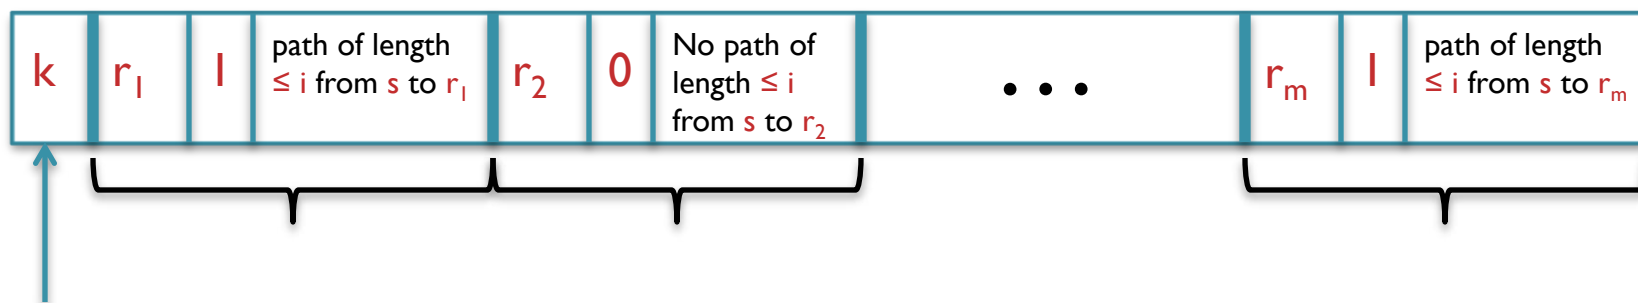 k
r₁
1
path of length
≤ i from s to r₁
r₂
0
No path of
length ≤ i
from s to r₂
• • •
rₘ
1
path of length
≤ i from s to rₘ